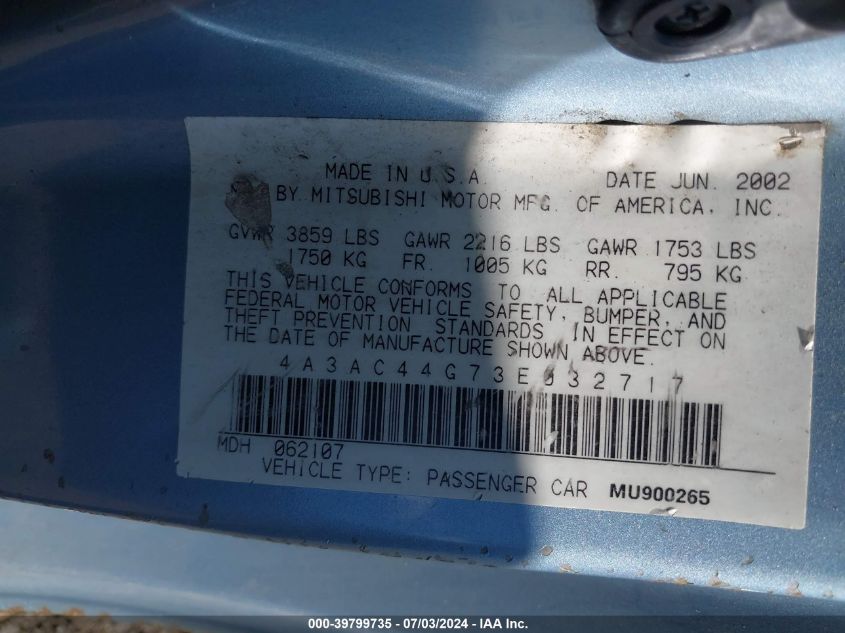 MADE IN U.S.A. DATE JUN. 2002
BY MITSUBISHI MOTOR MFG. OF AMERICA, INC.
GVWR 3859 LBS GAWR 2216 LBS GAWR 1753 LBS
1750 KG FR. 1005 KG RR. 795 KG
THIS VEHICLE CONFORMS TO ALL APPLICABLE
FEDERAL MOTOR VEHICLE SAFETY, BUMPER, AND
THEFT PREVENTION STANDARDS IN EFFECT ON
THE DATE OF MANUFACTURE SHOWN ABOVE.
4A3AC44G73E032717
MDH 062107
VEHICLE TYPE: PASSENGER CAR MU900265
000-39799735 / 07/03/2024 - IAA Inc.